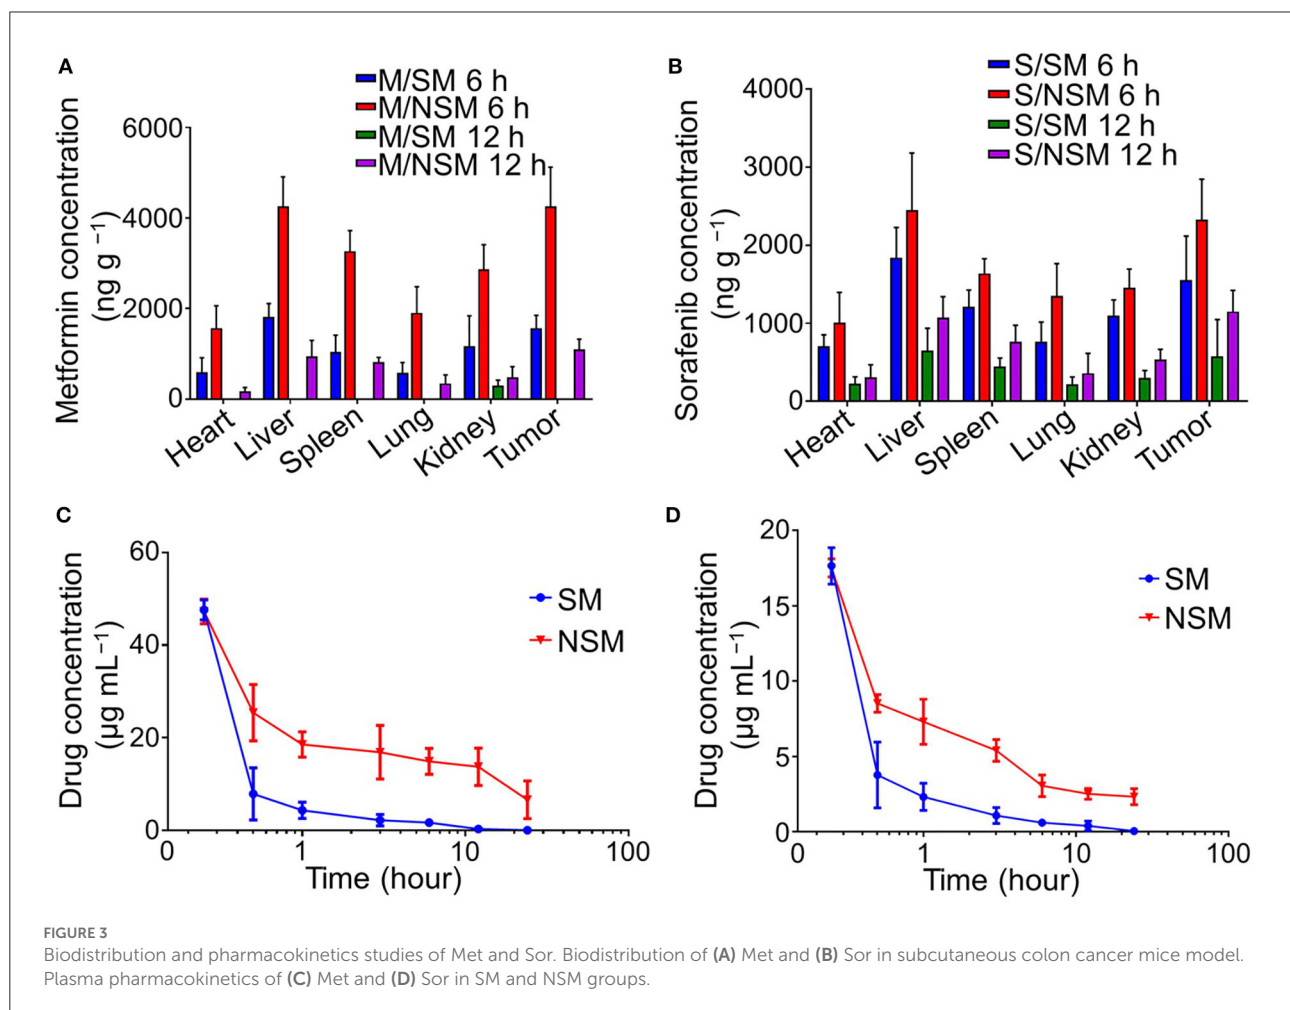 A
M/SM 6 h
M/NSM 6 h
M/SM 12 h
M/NSM 12 h
Metformin concentration
(ng g ⁻¹)
6000
4000
2000
0
Heart
Liver
Spleen
Lung
Kidney
Tumor
B
S/SM 6 h
S/NSM 6 h
S/SM 12 h
S/NSM 12 h
Sorafenib concentration
(ng g ⁻¹)
4000
3000
2000
1000
0
Heart
Liver
Spleen
Lung
Kidney
Tumor
C
Drug concentration
(μg mL⁻¹)
60
40
20
0
SM
NSM
0
1
10
100
Time (hour)
D
Drug concentration
(μg mL⁻¹)
20
15
10
5
0
SM
NSM
0
1
10
100
Time (hour)
FIGURE 3
Biodistribution and pharmacokinetics studies of Met and Sor. Biodistribution of (A) Met and (B) Sor in subcutaneous colon cancer mice model.
Plasma pharmacokinetics of (C) Met and (D) Sor in SM and NSM groups.